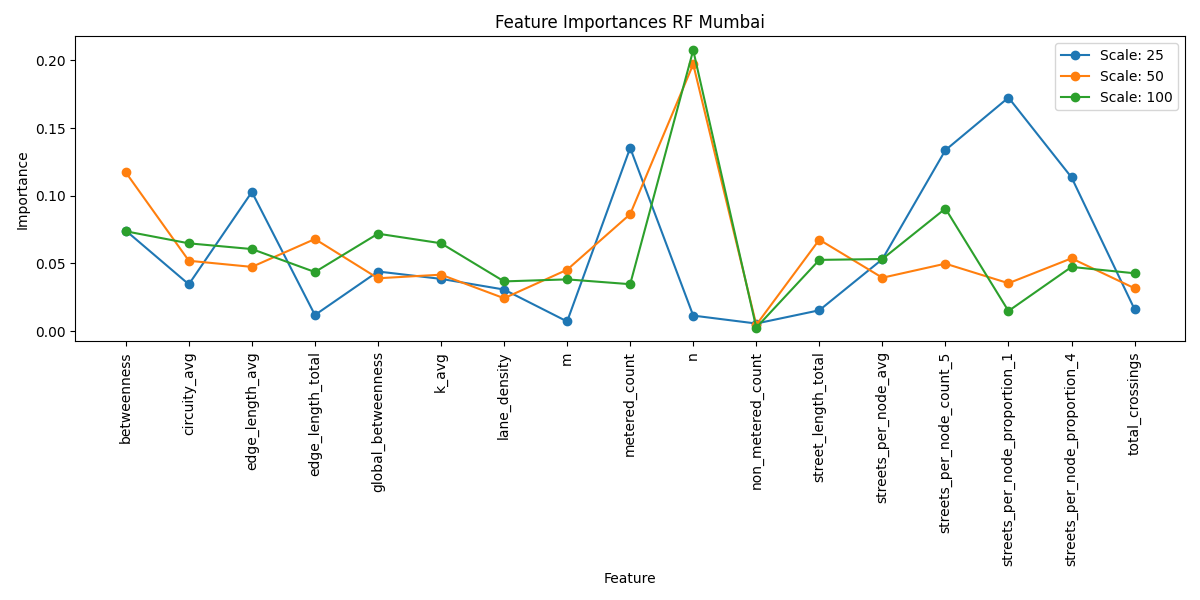 Feature Importances RF Mumbai
Scale: 25
Scale: 50
Scale: 100
Importance
0.20
0.15
0.10
0.05
0.00
betweenness
circuity_avg
edge_length_avg
edge_length_total
global_betweenness
k_avg
lane_density
m
metered_count
n
non_metered_count
street_length_total
streets_per_node_avg
streets_per_node_count_5
streets_per_node_proportion_1
streets_per_node_proportion_4
total_crossings
Feature